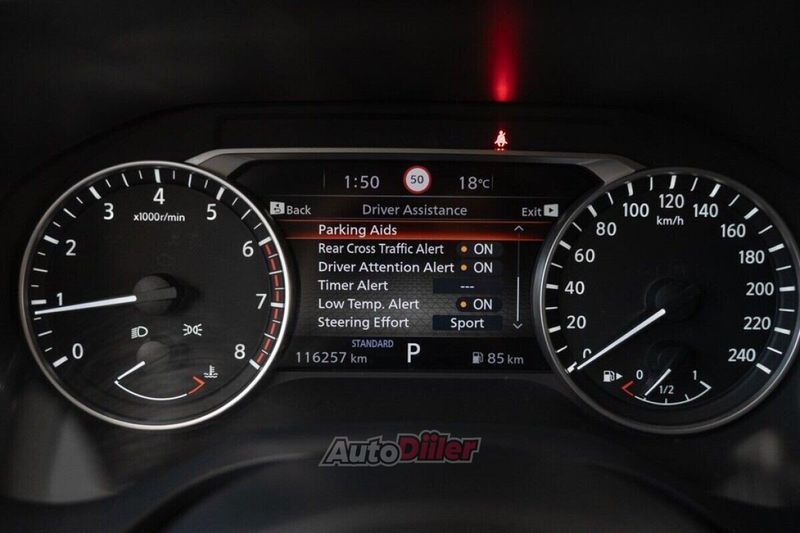 1:50 50 18°C
Back Driver Assistance Exit
Parking Aids
Rear Cross Traffic Alert ON
Driver Attention Alert ON
Timer Alert ---
Low Temp. Alert ON
Steering Effort Sport
STANDARD
116257 km P 85 km
0 1 2 3 4 5 6 7 8
x1000r/min
0 20 40 60 80 100 120 140 160 180 200 220 240
km/h
0 1/2 1
AutoDiiler